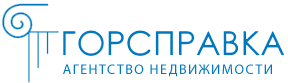 ГОРСПРАВКА
АГЕНТСТВО НЕДВИЖИМОСТИ